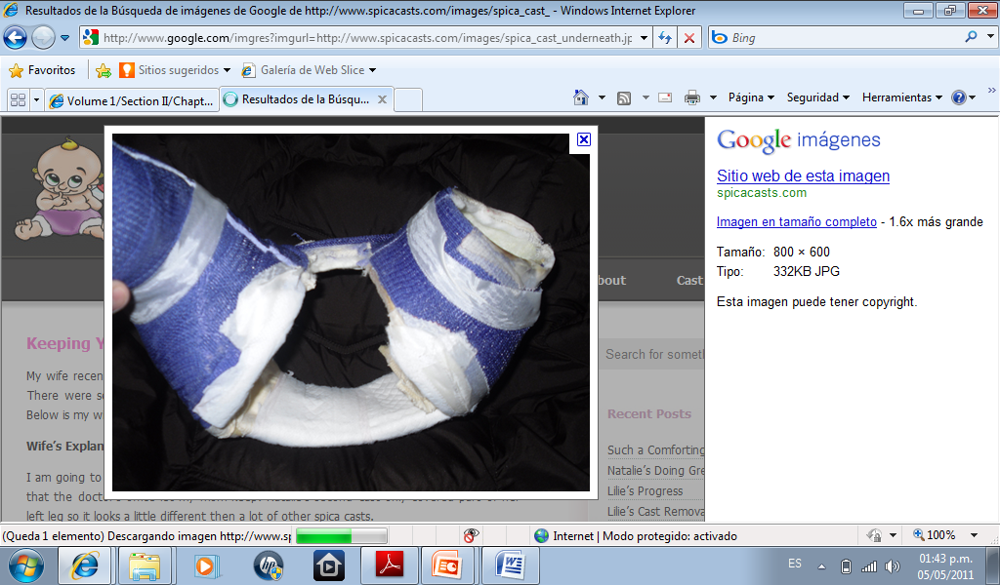 Resultados de la Búsqueda de imágenes de Google de http://www.spicacasts.com/images/spica_cast_ - Windows Internet Explorer
http://www.google.com/imgres?imgurl=http://www.spicacasts.com/images/spica_cast_underneath.jp
Bing
Favoritos
Sitios sugeridos
Galería de Web Slice
Volume 1/Section II/Chapt...
Resultados de la Búsqu...
Página
Seguridad
Herramientas
Google imágenes
Sitio web de esta imagen
spicacasts.com
Imagen en tamaño completo - 1.6x más grande
Tamaño: 800 × 600
Tipo: 332KB JPG
Esta imagen puede tener copyright.
bout
Cast
Keeping Y
My wife recen
There were s
Below is my w
Wife's Explan
I am going to
that the doct
left leg so it looks a little different then a lot of other spica casts.
Search for someth
Recent Posts
Such a Comforting
Natalie's Doing Gre
Lilie's Progress
Lilie's Cast Remova
(Queda 1 elemento) Descargando imagen http://www.sp
Internet | Modo protegido: activado
100%
ES
01:43 p.m.
05/05/2011